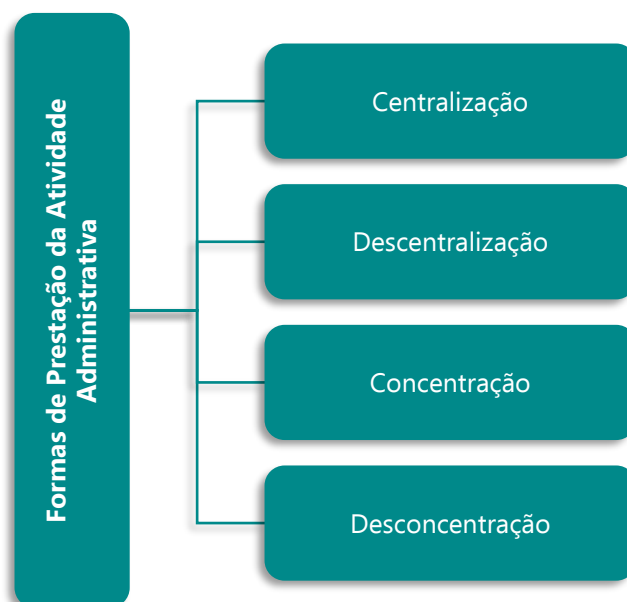 Formas de Prestação da Atividade
Administrativa
Centralização
Descentralização
Concentração
Desconcentração